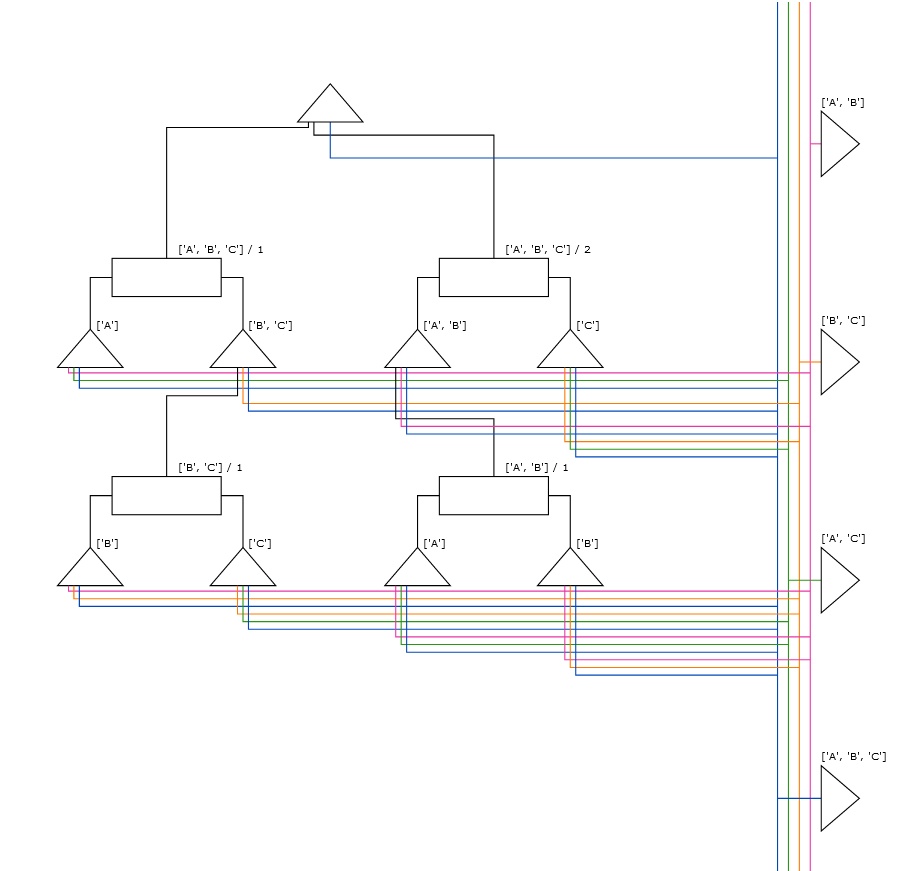 ['A', 'B']
['A', 'B', 'C'] / 1
['A', 'B', 'C'] / 2
['A']
['B', 'C']
['A', 'B']
['C']
['B', 'C']
['B', 'C'] / 1
['A', 'B'] / 1
['B']
['C']
['A']
['B']
['A', 'C']
['A', 'B', 'C']